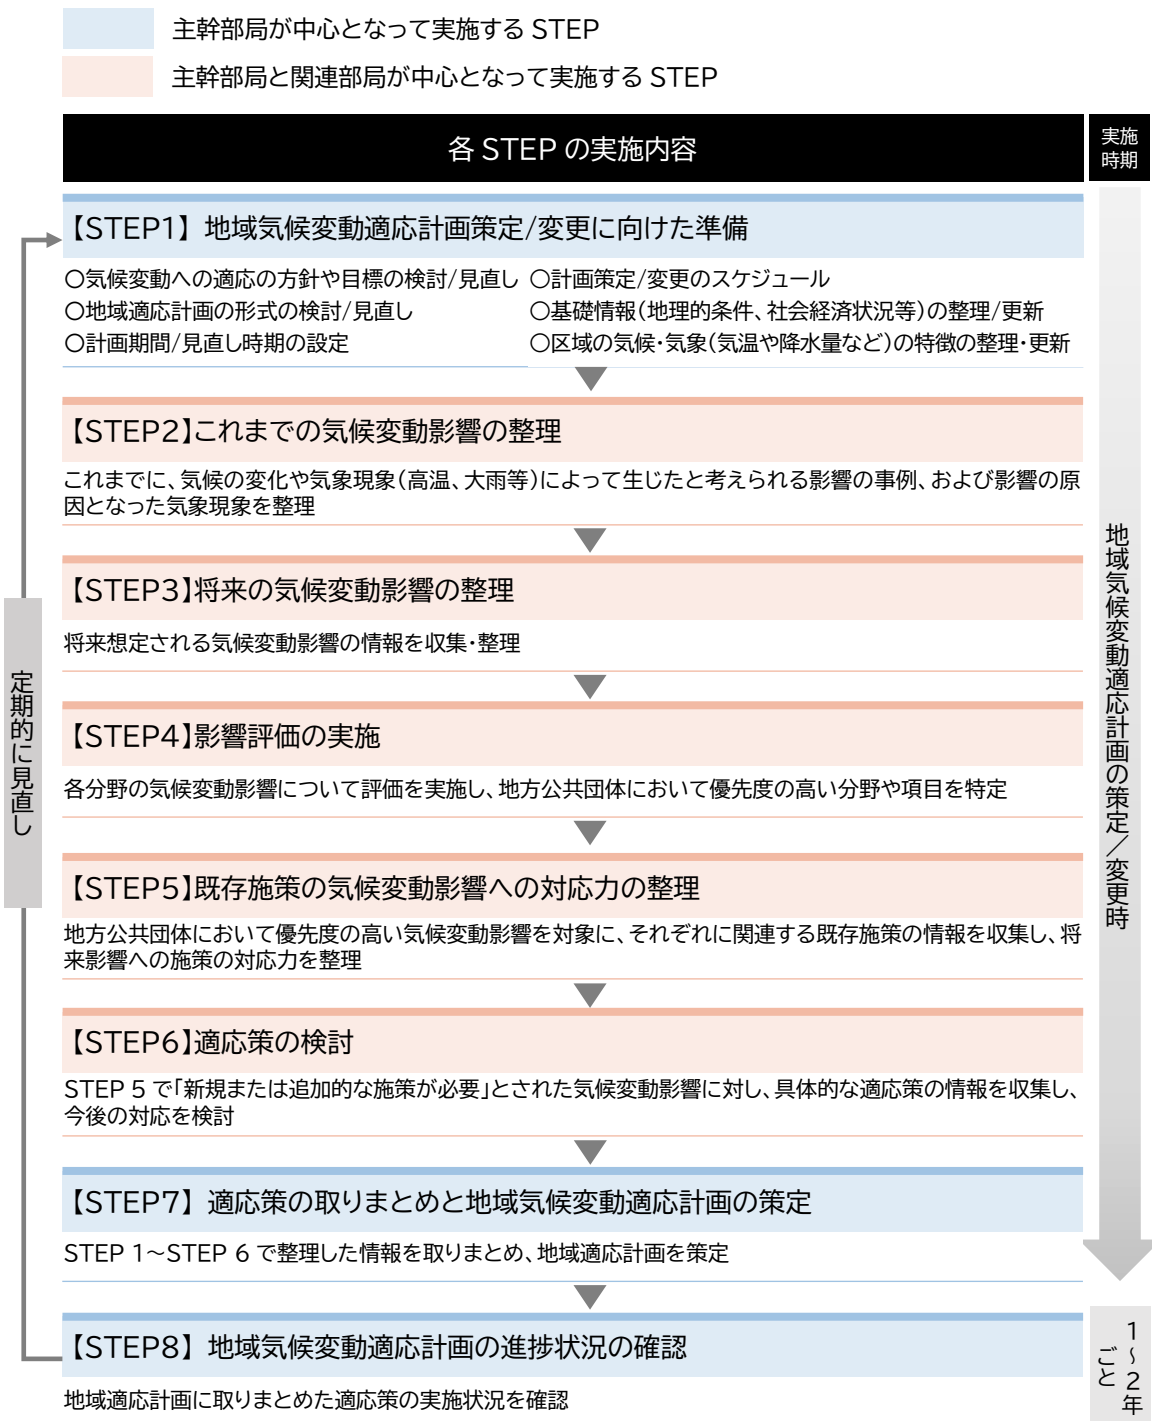 主幹部局が中心となって実施する STEP
主幹部局と関連部局が中心となって実施する STEP
各 STEP の実施内容
実施
時期
【STEP1】 地域気候変動適応計画策定/変更に向けた準備
〇気候変動への適応の方針や目標の検討/見直し
〇地域適応計画の形式の検討/見直し
〇計画期間/見直し時期の設定
〇計画策定/変更のスケジュール
〇基礎情報(地理的条件、社会経済状況等)の整理/更新
〇区域の気候・気象(気温や降水量など)の特徴の整理・更新
【STEP2】これまでの気候変動影響の整理
これまでに、気候の変化や気象現象(高温、大雨等)によって生じたと考えられる影響の事例、および影響の原
因となった気象現象を整理
【STEP3】将来の気候変動影響の整理
将来想定される気候変動影響の情報を収集・整理
【STEP4】影響評価の実施
各分野の気候変動影響について評価を実施し、地方公共団体において優先度の高い分野や項目を特定
【STEP5】既存施策の気候変動影響への対応力の整理
地方公共団体において優先度の高い気候変動影響を対象に、それぞれに関連する既存施策の情報を収集し、将
来影響への施策の対応力を整理
【STEP6】適応策の検討
STEP 5 で「新規または追加的な施策が必要」とされた気候変動影響に対し、具体的な適応策の情報を収集し、
今後の対応を検討
【STEP7】 適応策の取りまとめと地域気候変動適応計画の策定
STEP 1～STEP 6 で整理した情報を取りまとめ、地域適応計画を策定
【STEP8】 地域気候変動適応計画の進捗状況の確認
地域適応計画に取りまとめた適応策の実施状況を確認
定期的に見直し
地域気候変動適応計画の策定/変更時
1～2年
ごと